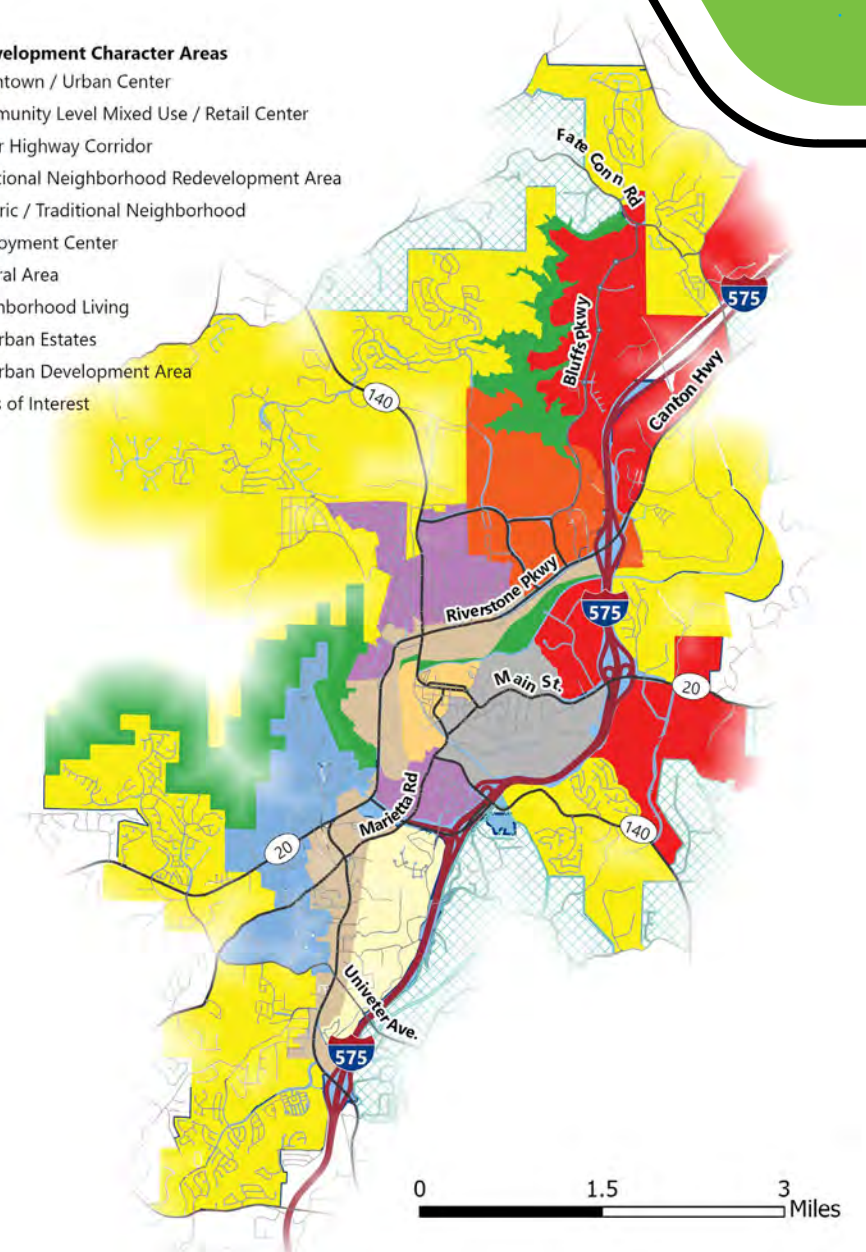 velopment Character Areas
ntown / Urban Center
munity Level Mixed Use / Retail Center
r Highway Corridor
tional Neighborhood Redevelopment Area
ric / Traditional Neighborhood
oyment Center
ral Area
hborhood Living
rban Estates
rban Development Area
s of Interest
Fate Conn Rd
575
Bluffs Pkwy
Canton Hwy
140
Riverstone Pkwy
575
Main St.
20
Marietta Rd
140
20
Univeter Ave.
575
0 1.5 3
Miles